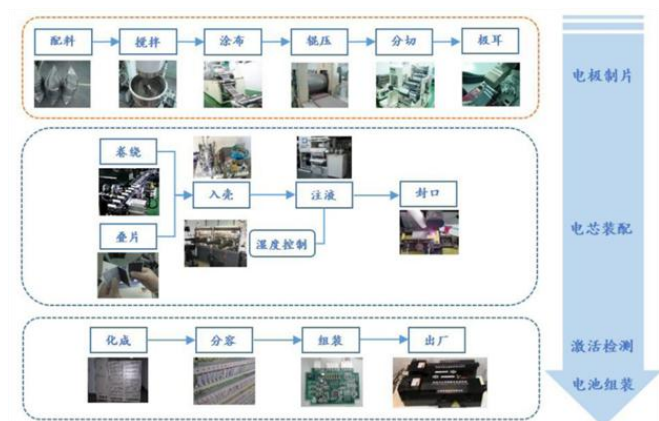 配料
搅拌
涂布
辊压
分切
极耳
电极制片
卷绕
叠片
入壳
注液
封口
湿度控制
电芯装配
化成
分容
组装
出厂
激活检测
电池组装